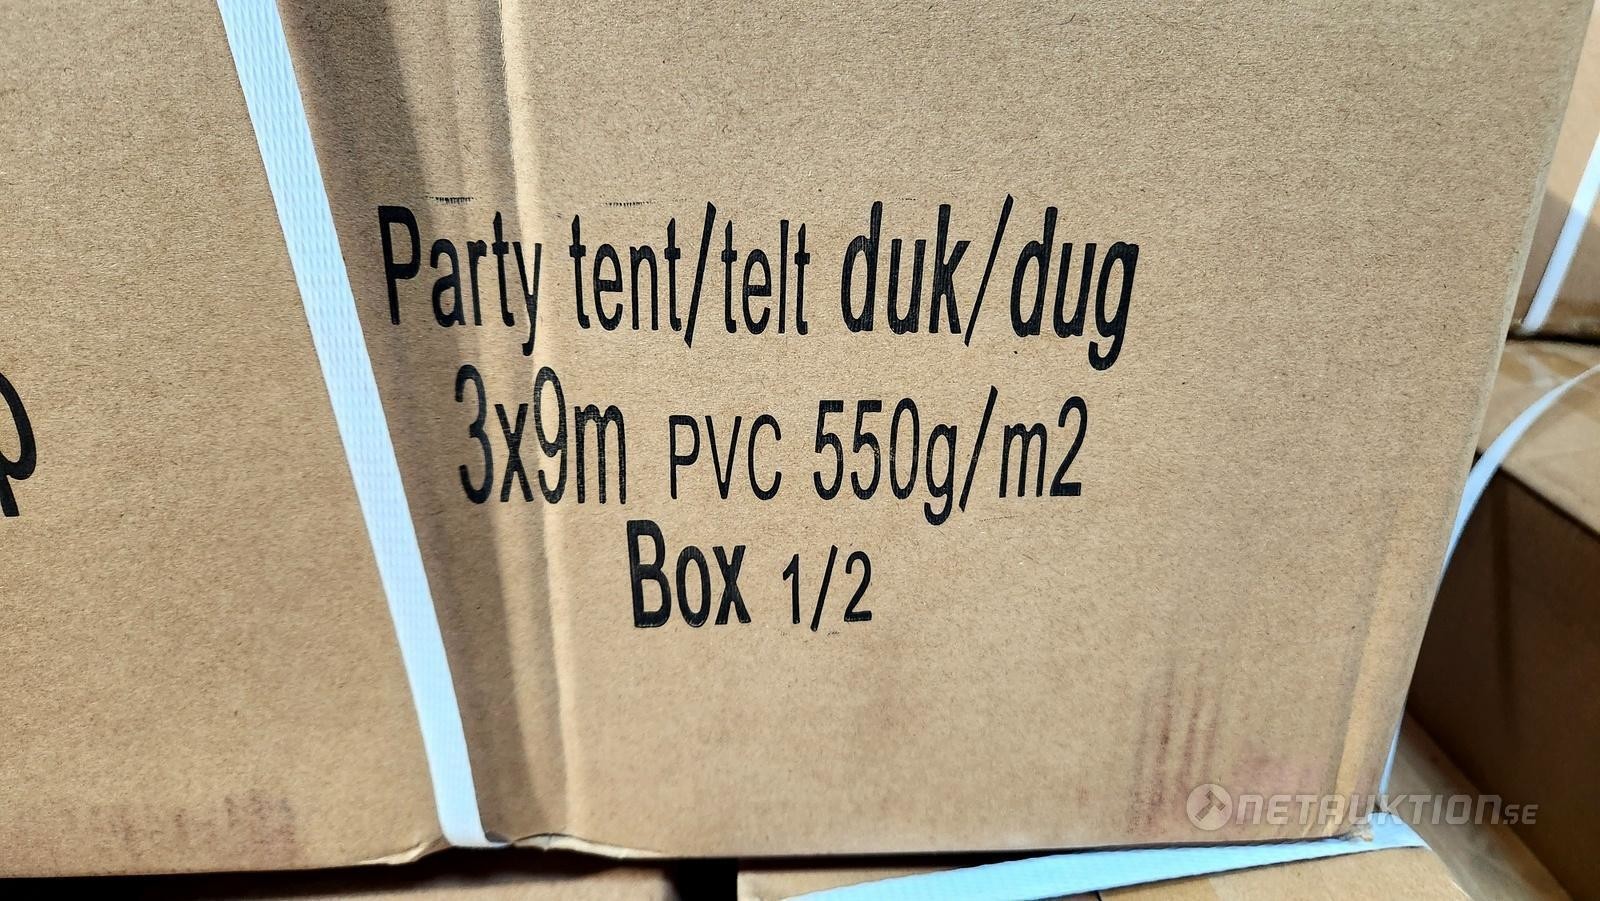 Party tent/telt duk/dug
3x9m PVC 550g/m2
Box 1/2
NETAUKTION.SE